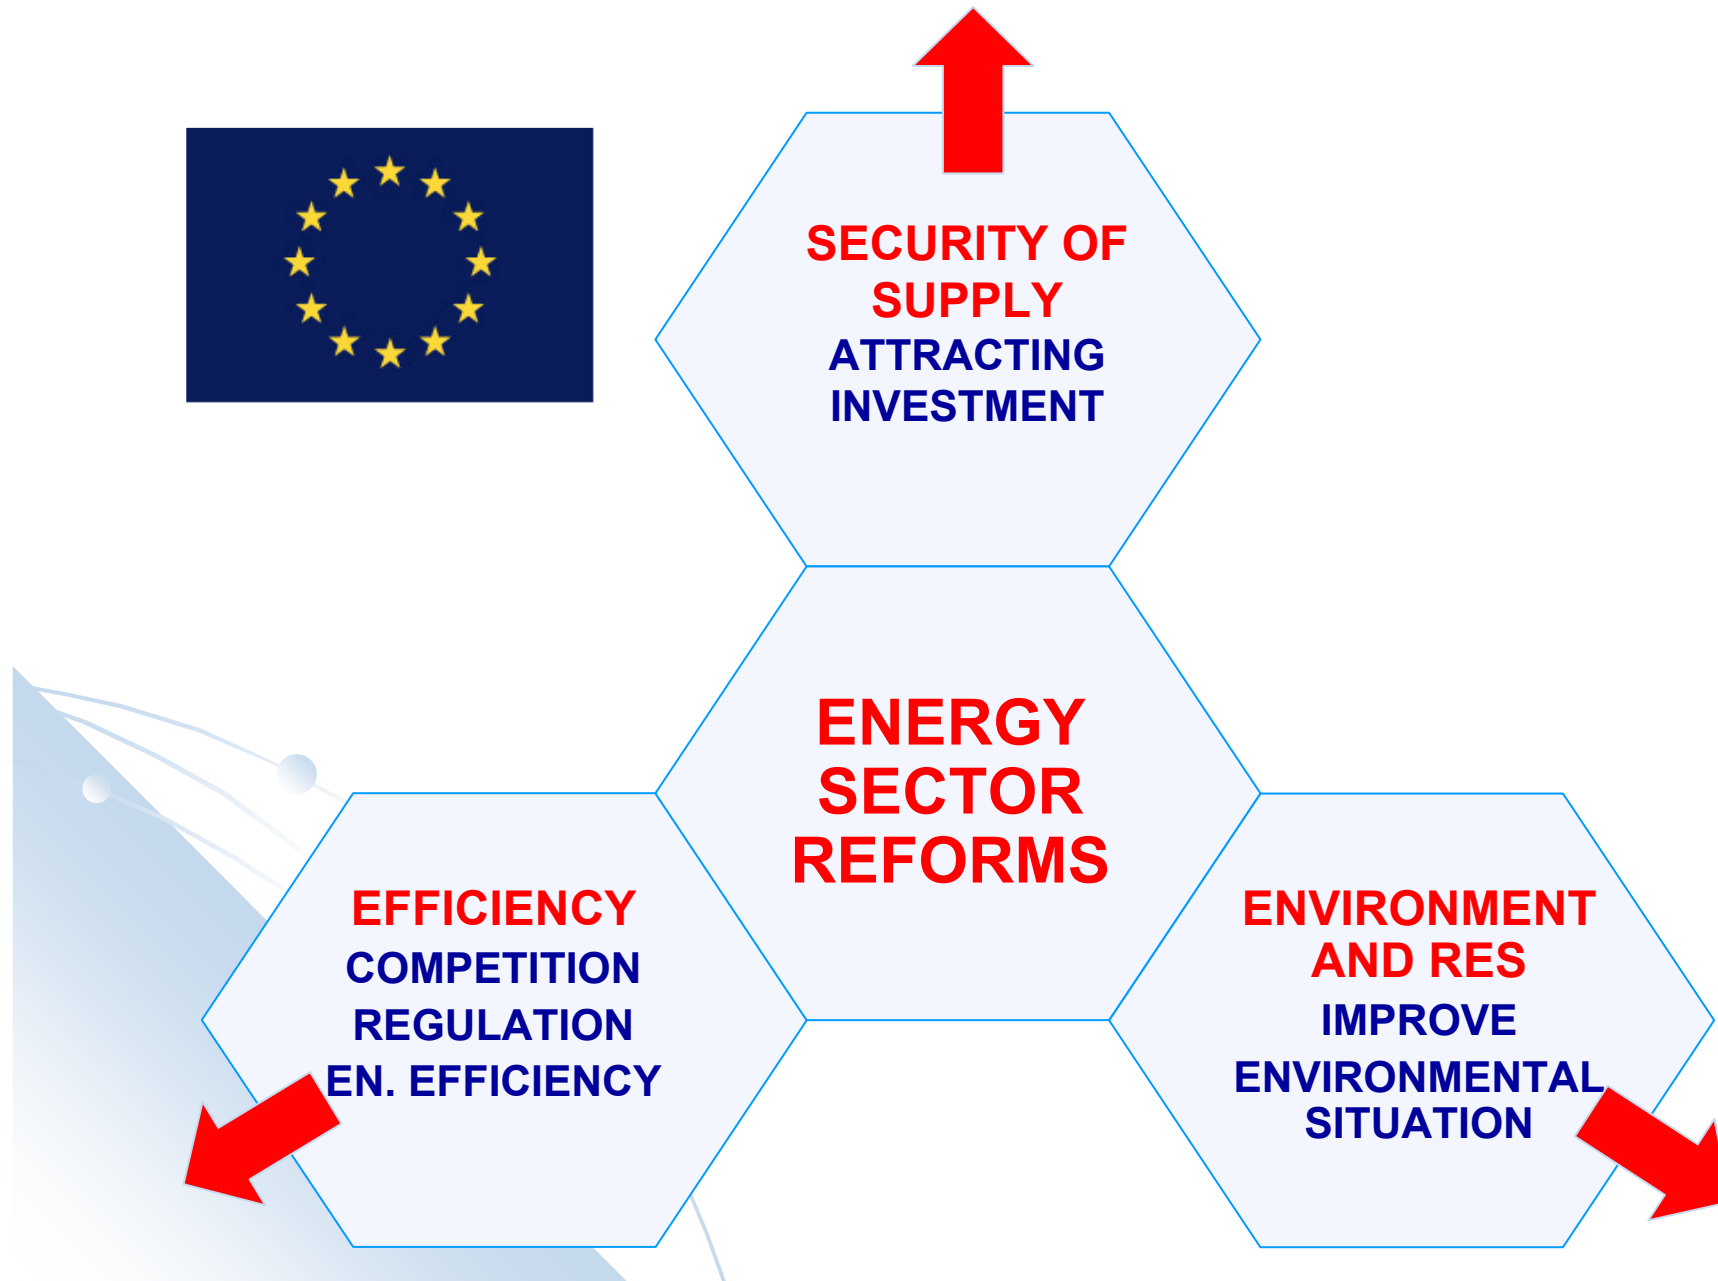 SECURITY OF
SUPPLY
ATTRACTING
INVESTMENT
ENERGY
SECTOR
REFORMS
EFFICIENCY
COMPETITION
REGULATION
EN. EFFICIENCY
ENVIRONMENT
AND RES
IMPROVE
ENVIRONMENTAL
SITUATION